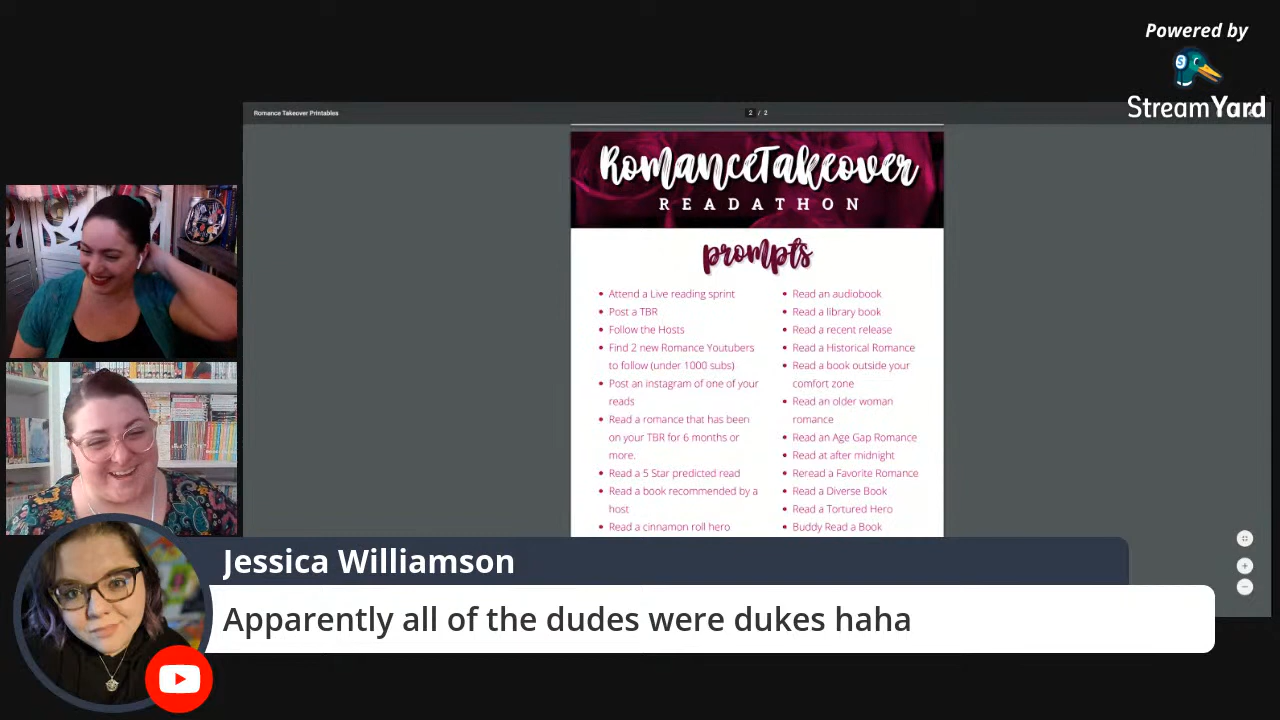 Powered by
StreamYard
Romance Takeover Printables
2 / 2
RomanceTakeover
READATHON
prompts
Attend a Live reading sprint
Post a TBR
Follow the Hosts
Find 2 new Romance Youtubers
to follow (under 1000 subs)
Post an instagram of one of your
reads
Read a romance that has been
on your TBR for 6 months or
more.
Read a 5 Star predicted read
Read a book recommended by a
host
Read a cinnamon roll hero
Read an audiobook
Read a library book
Read a recent release
Read a Historical Romance
Read a book outside your
comfort zone
Read an older woman
romance
Read an Age Gap Romance
Read at after midnight
Reread a Favorite Romance
Read a Diverse Book
Read a Tortured Hero
Buddy Read a Book
Jessica Williamson
Apparently all of the dudes were dukes haha